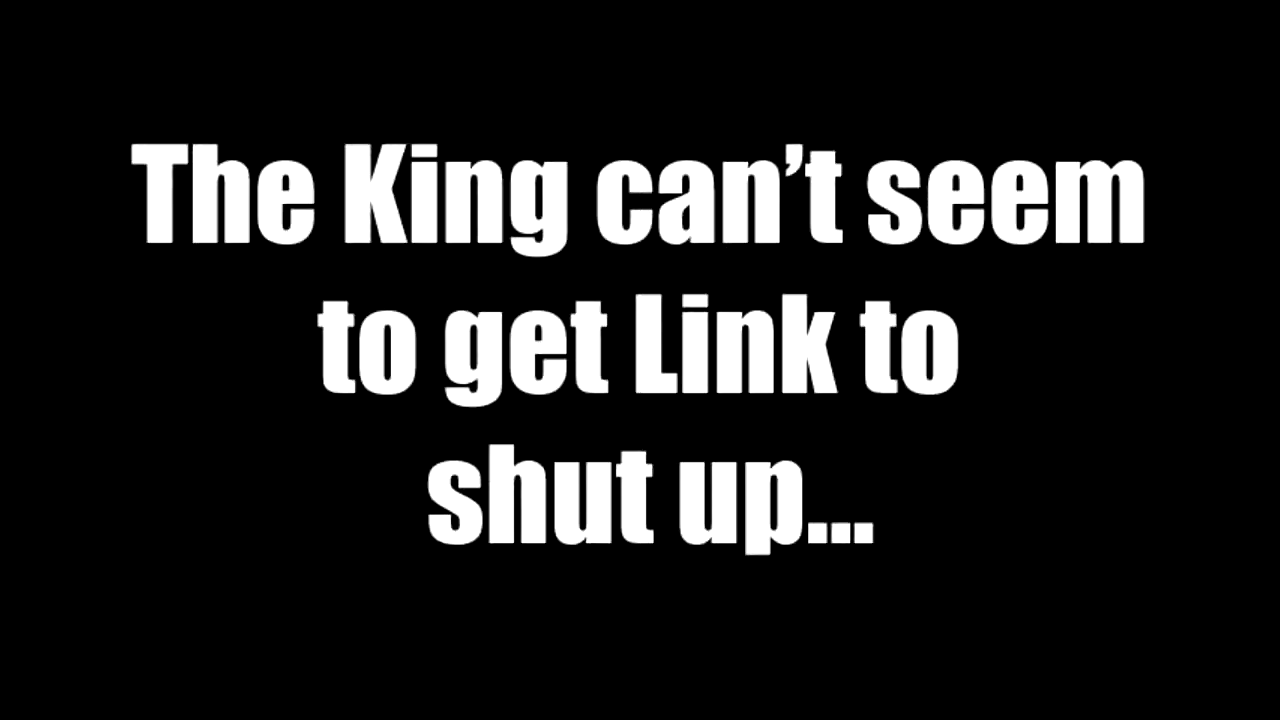 The King can’t seem
to get Link to
shut up...